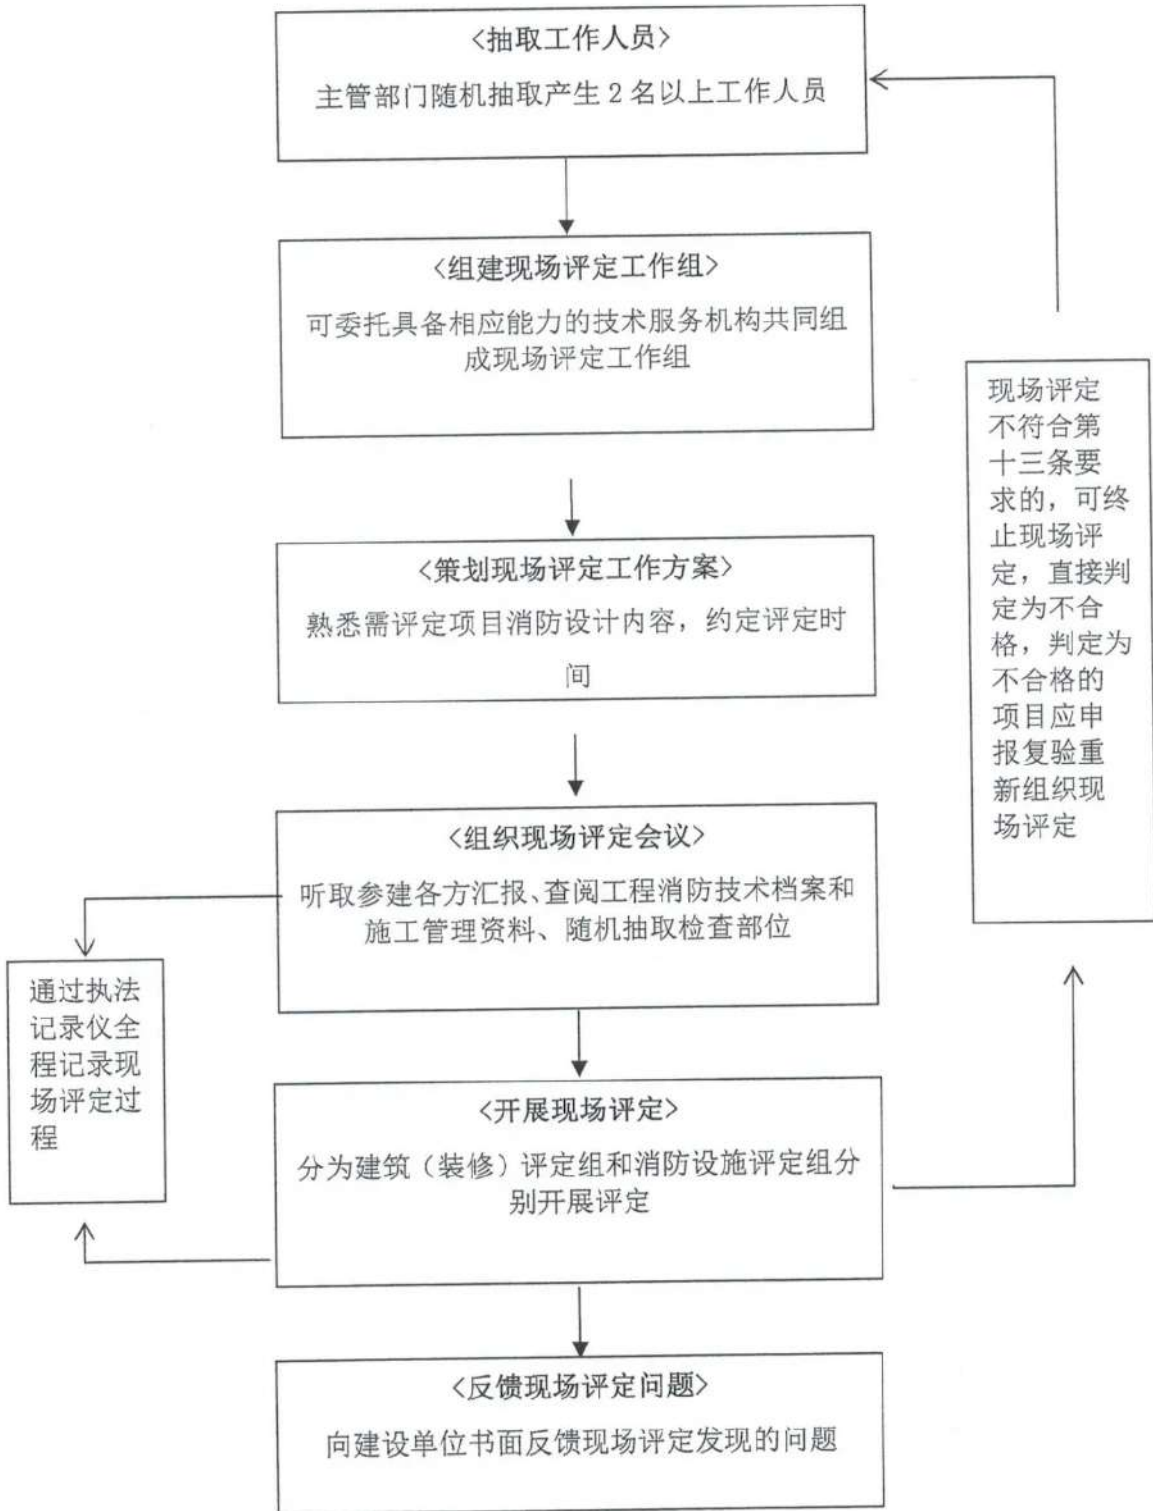 <抽取工作人员>
主管部门随机抽取产生2名以上工作人员
<组建现场评定工作组>
可委托具备相应能力的技术服务机构共同组
成现场评定工作组
<策划现场评定工作方案>
熟悉需评定项目消防设计内容，约定评定时
间
<组织现场评定会议>
听取参建各方汇报、查阅工程消防技术档案和
施工管理资料、随机抽取检查部位
通过执法
记录仪全
程记录现
场评定过
程
<开展现场评定>
分为建筑（装修）评定组和消防设施评定组分
别开展评定
现场评定
不符合第
十三条要
求的，可终
止现场评
定，直接判
定为不合
格，判定为
不合格的
项目应申
报复验重
新组织现
场评定
<反馈现场评定问题>
向建设单位书面反馈现场评定发现的问题